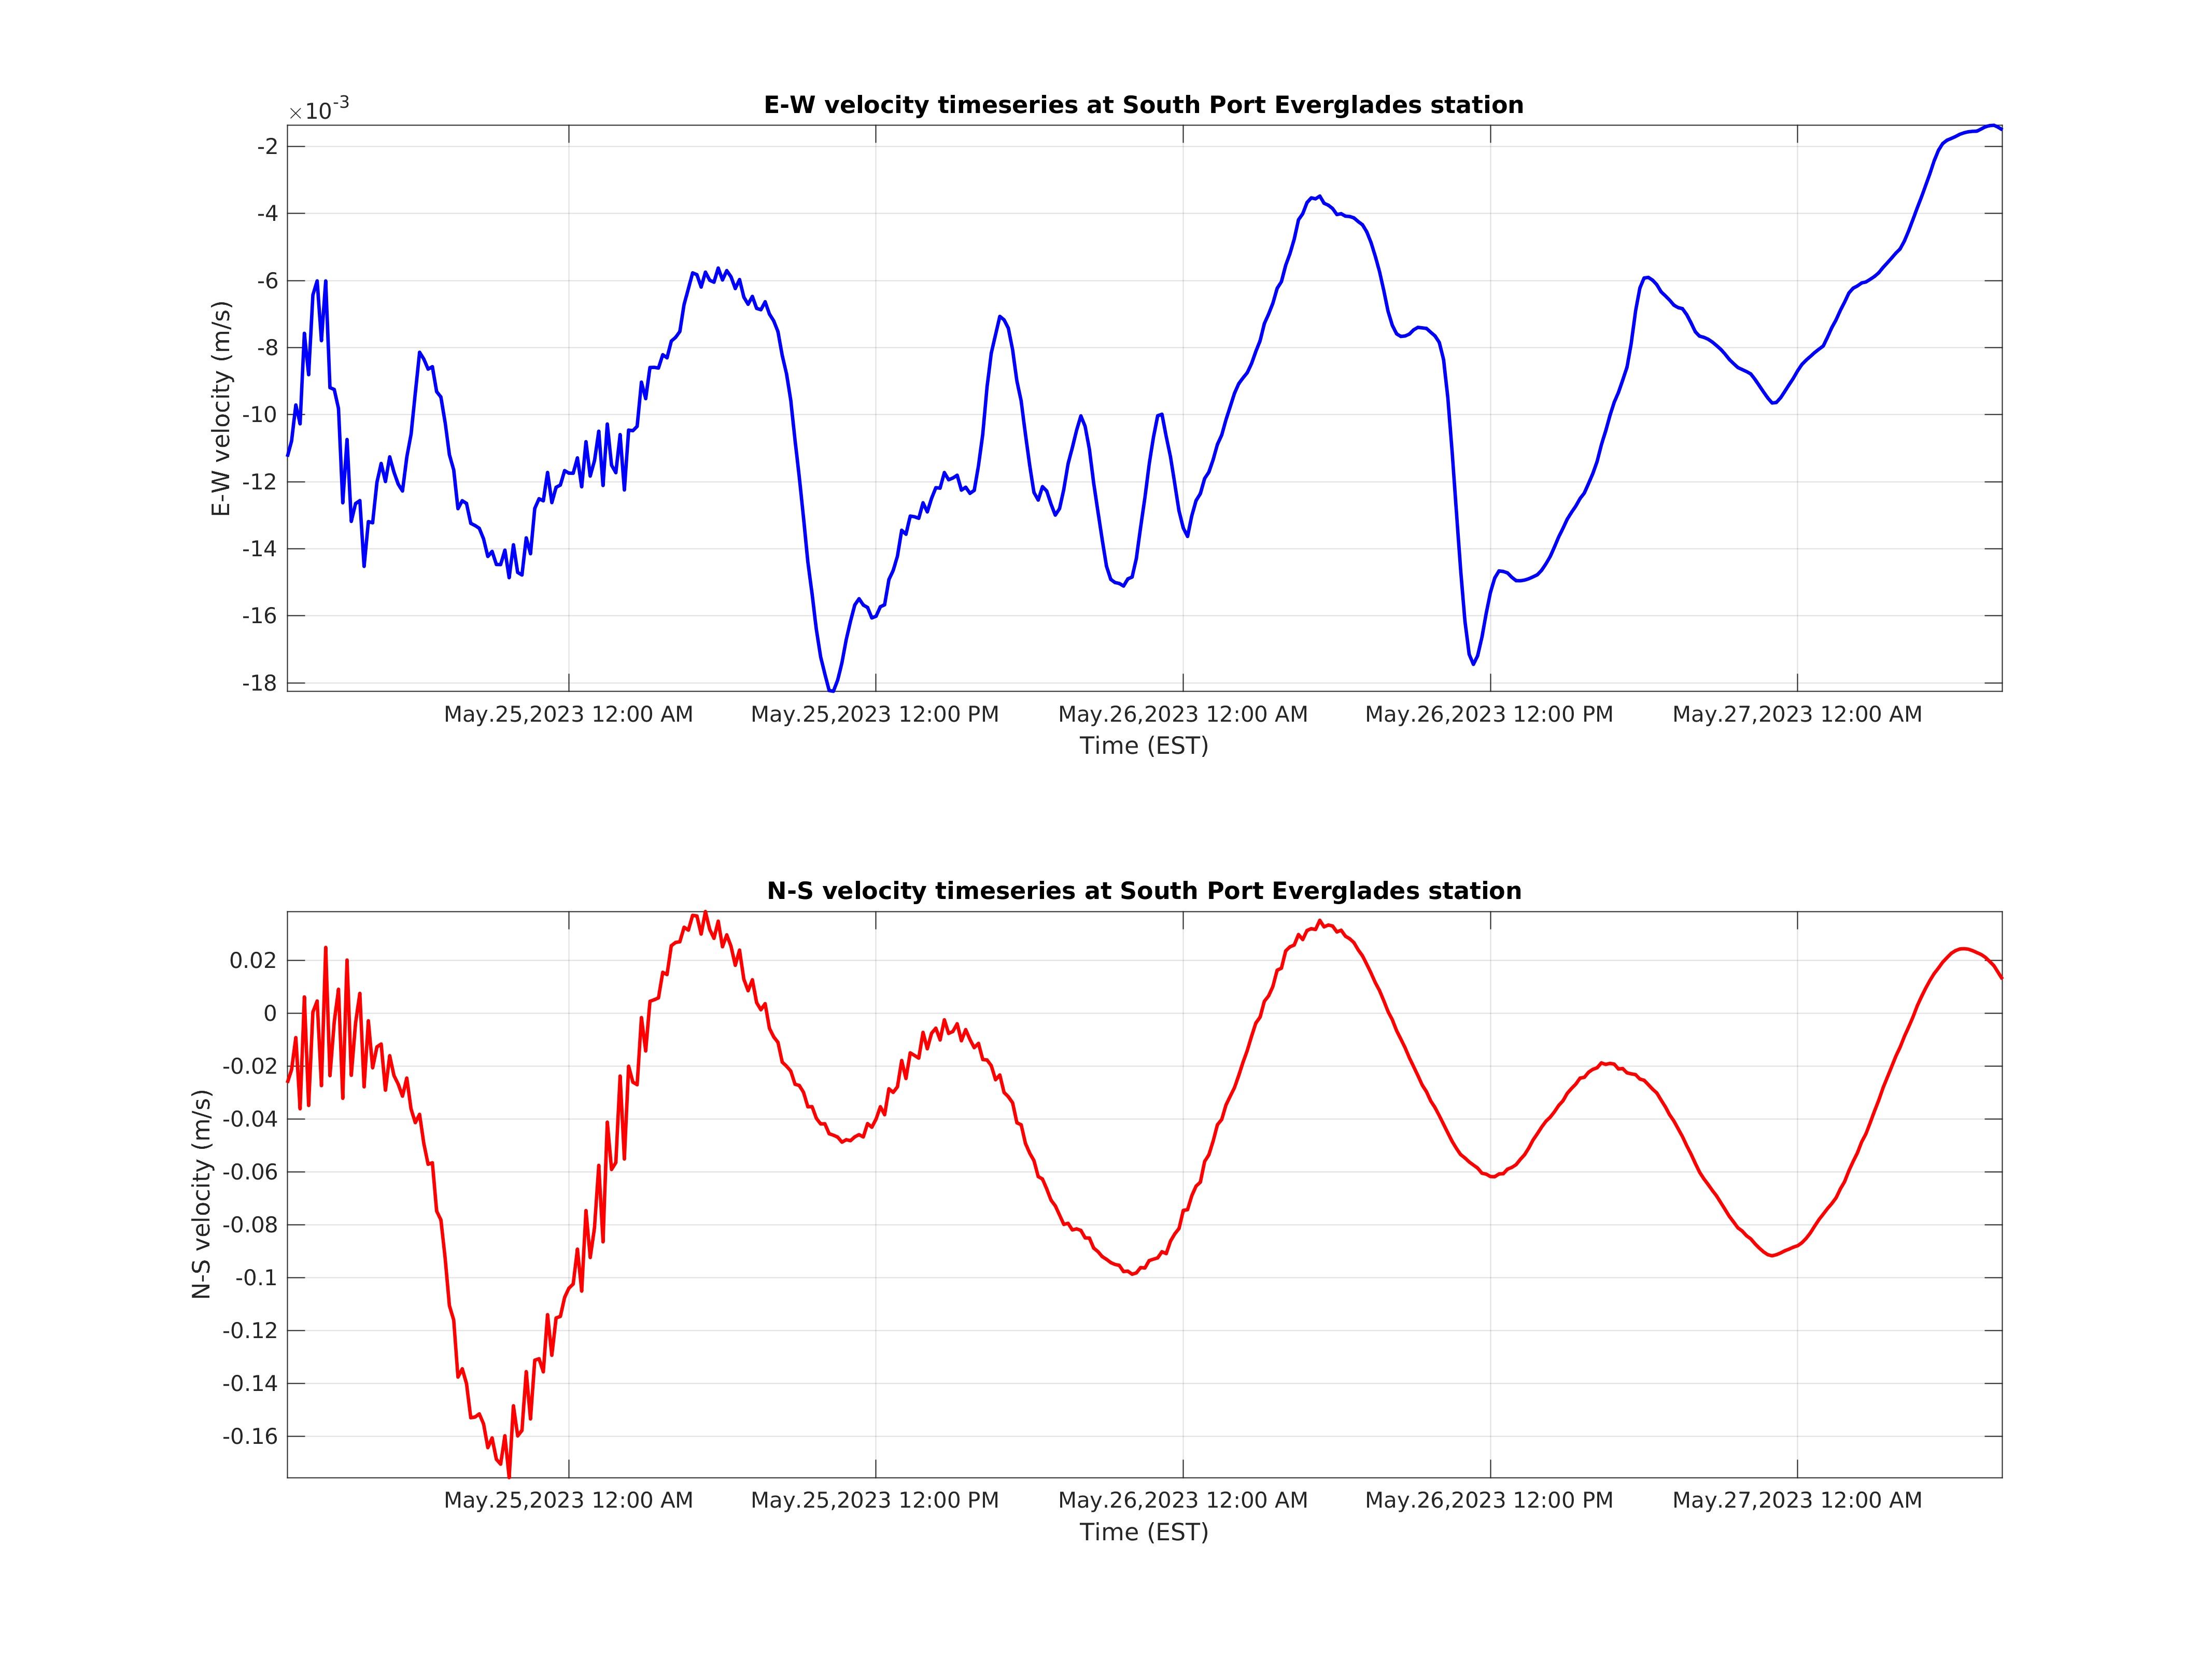 E-W velocity timeseries at South Port Everglades station
×10-3
-2
-4
-6
-8
-10
-12
-14
-16
-18
E-W velocity (m/s)
May.25,2023 12:00 AM May.25,2023 12:00 PM May.26,2023 12:00 AM May.26,2023 12:00 PM May.27,2023 12:00 AM
Time (EST)
N-S velocity timeseries at South Port Everglades station
0.02
0
-0.02
-0.04
-0.06
-0.08
-0.1
-0.12
-0.14
-0.16
N-S velocity (m/s)
May.25,2023 12:00 AM May.25,2023 12:00 PM May.26,2023 12:00 AM May.26,2023 12:00 PM May.27,2023 12:00 AM
Time (EST)